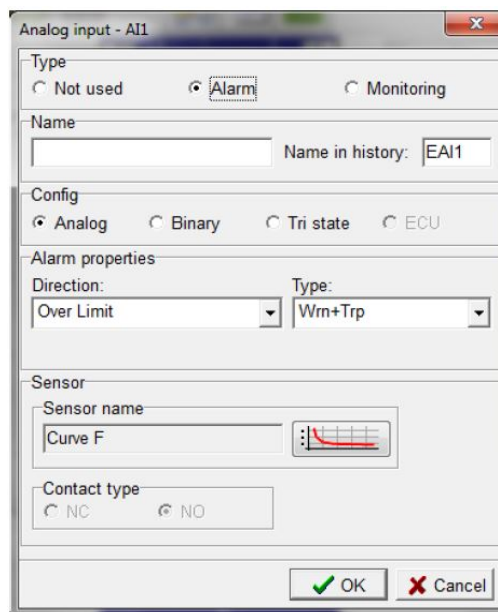 Analog input - AI1
Type
Not used Alarm Monitoring
Name
Name in history: EAI1
Config
Analog Binary Tri state ECU
Alarm properties
Direction: Type:
Over Limit Wrn+Trp
Sensor
Sensor name
Curve F
Contact type
NC NO
OK Cancel